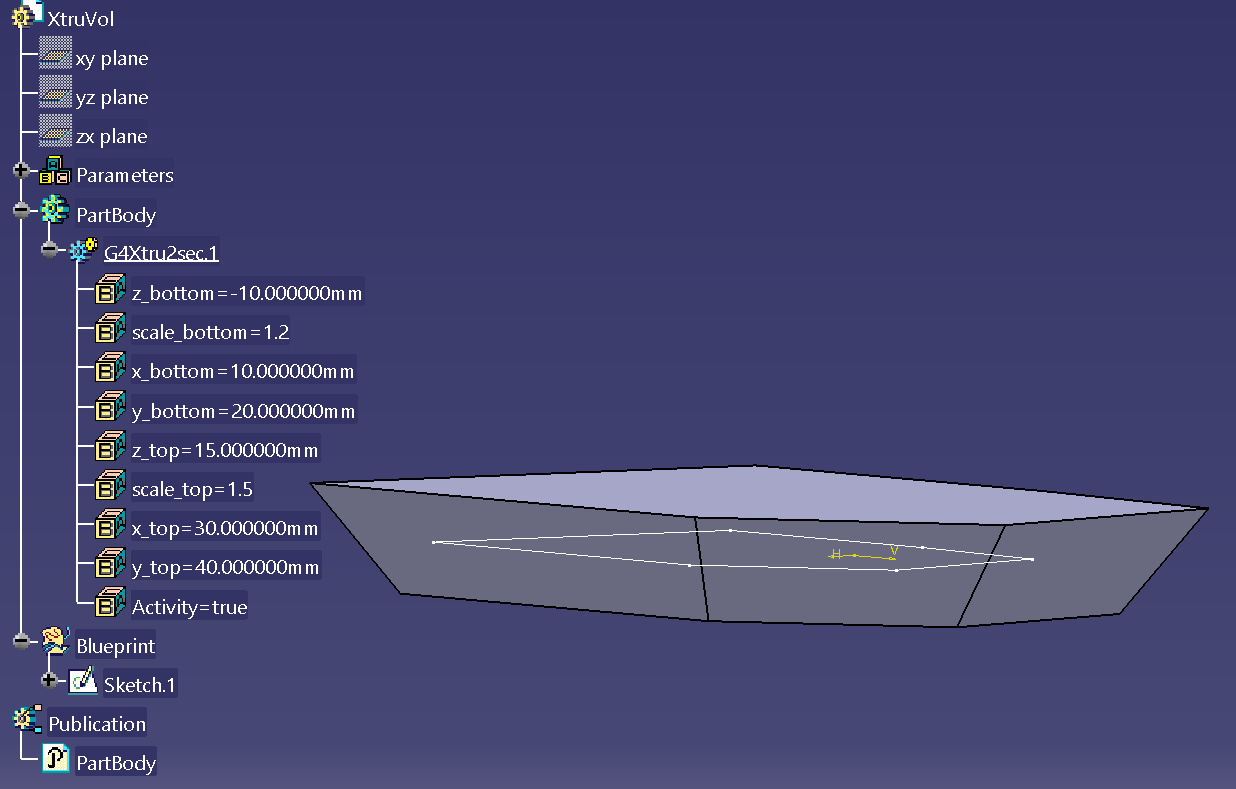 XtruVol
xy plane
yz plane
zx plane
Parameters
PartBody
G4Xtru2sec.1
z_bottom=-10.000000mm
scale_bottom=1.2
x_bottom=10.000000mm
y_bottom=20.000000mm
z_top=15.000000mm
scale_top=1.5
x_top=30.000000mm
H V
y_top=40.000000mm
Activity=true
Blueprint
Sketch.1
Publication
PartBody